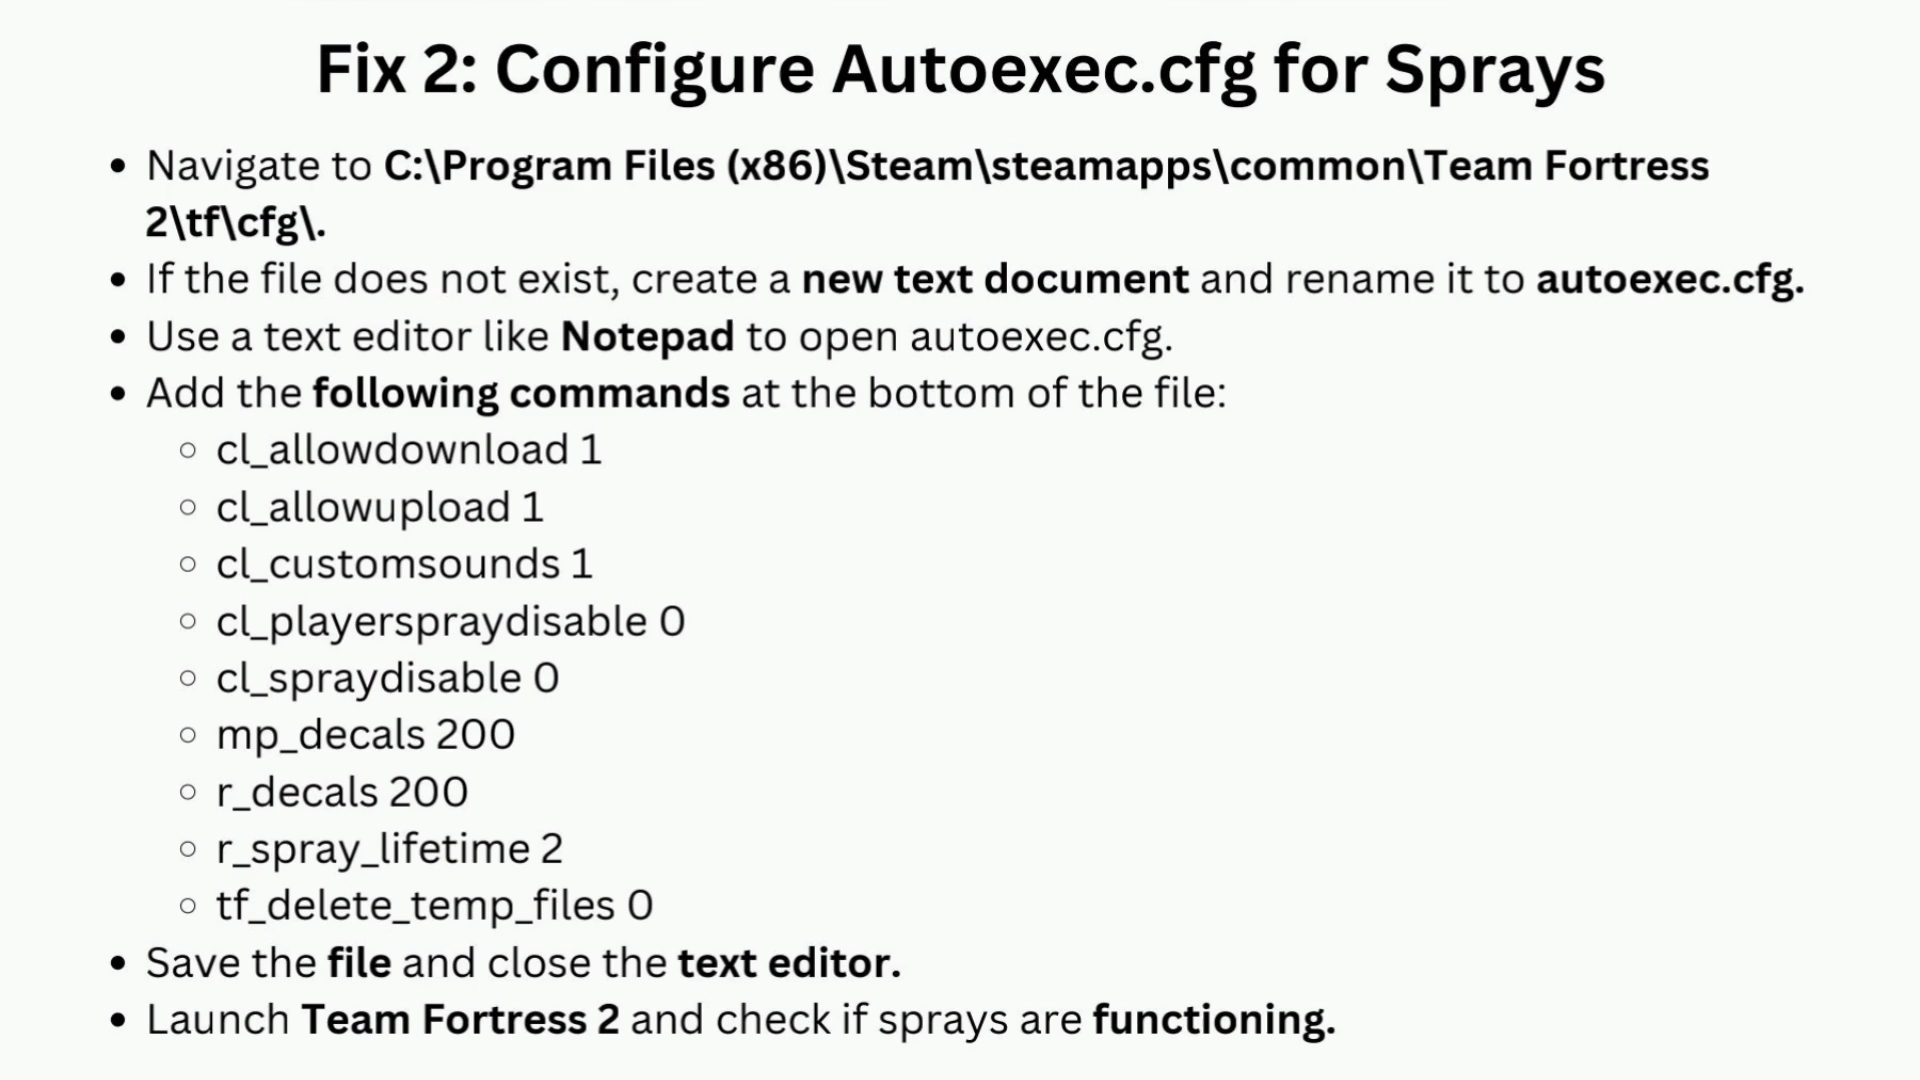 Fix 2: Configure Autoexec.cfg for Sprays
• Navigate to C:\Program Files (x86)\Steam\steamapps\common\Team Fortress
2\tf\cfg\.
• If the file does not exist, create a new text document and rename it to autoexec.cfg.
• Use a text editor like Notepad to open autoexec.cfg.
• Add the following commands at the bottom of the file:
○ cl_allowdownload 1
○ cl_allowupload 1
○ cl_customsounds 1
○ cl_playerspraydisable 0
○ cl_spraydisable 0
○ mp_decals 200
○ r_decals 200
○ r_spray_lifetime 2
○ tf_delete_temp_files 0
• Save the file and close the text editor.
• Launch Team Fortress 2 and check if sprays are functioning.